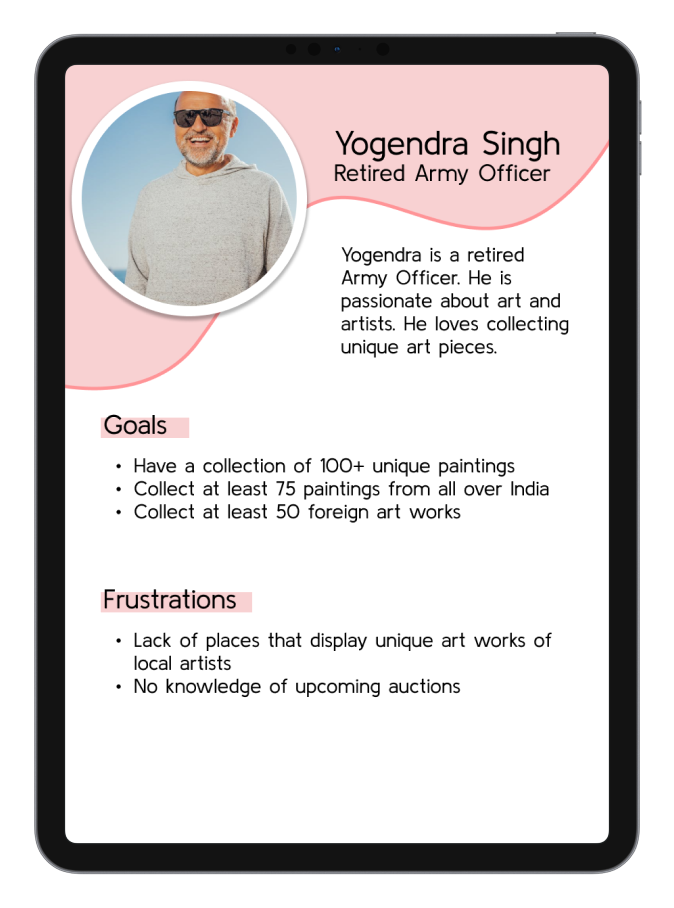 Yogendra Singh
Retired Army Officer
Yogendra is a retired
Army Officer. He is
passionate about art and
artists. He loves collecting
unique art pieces.
Goals
• Have a collection of 100+ unique paintings
• Collect at least 75 paintings from all over India
• Collect at least 50 foreign art works
Frustrations
• Lack of places that display unique art works of
local artists
• No knowledge of upcoming auctions